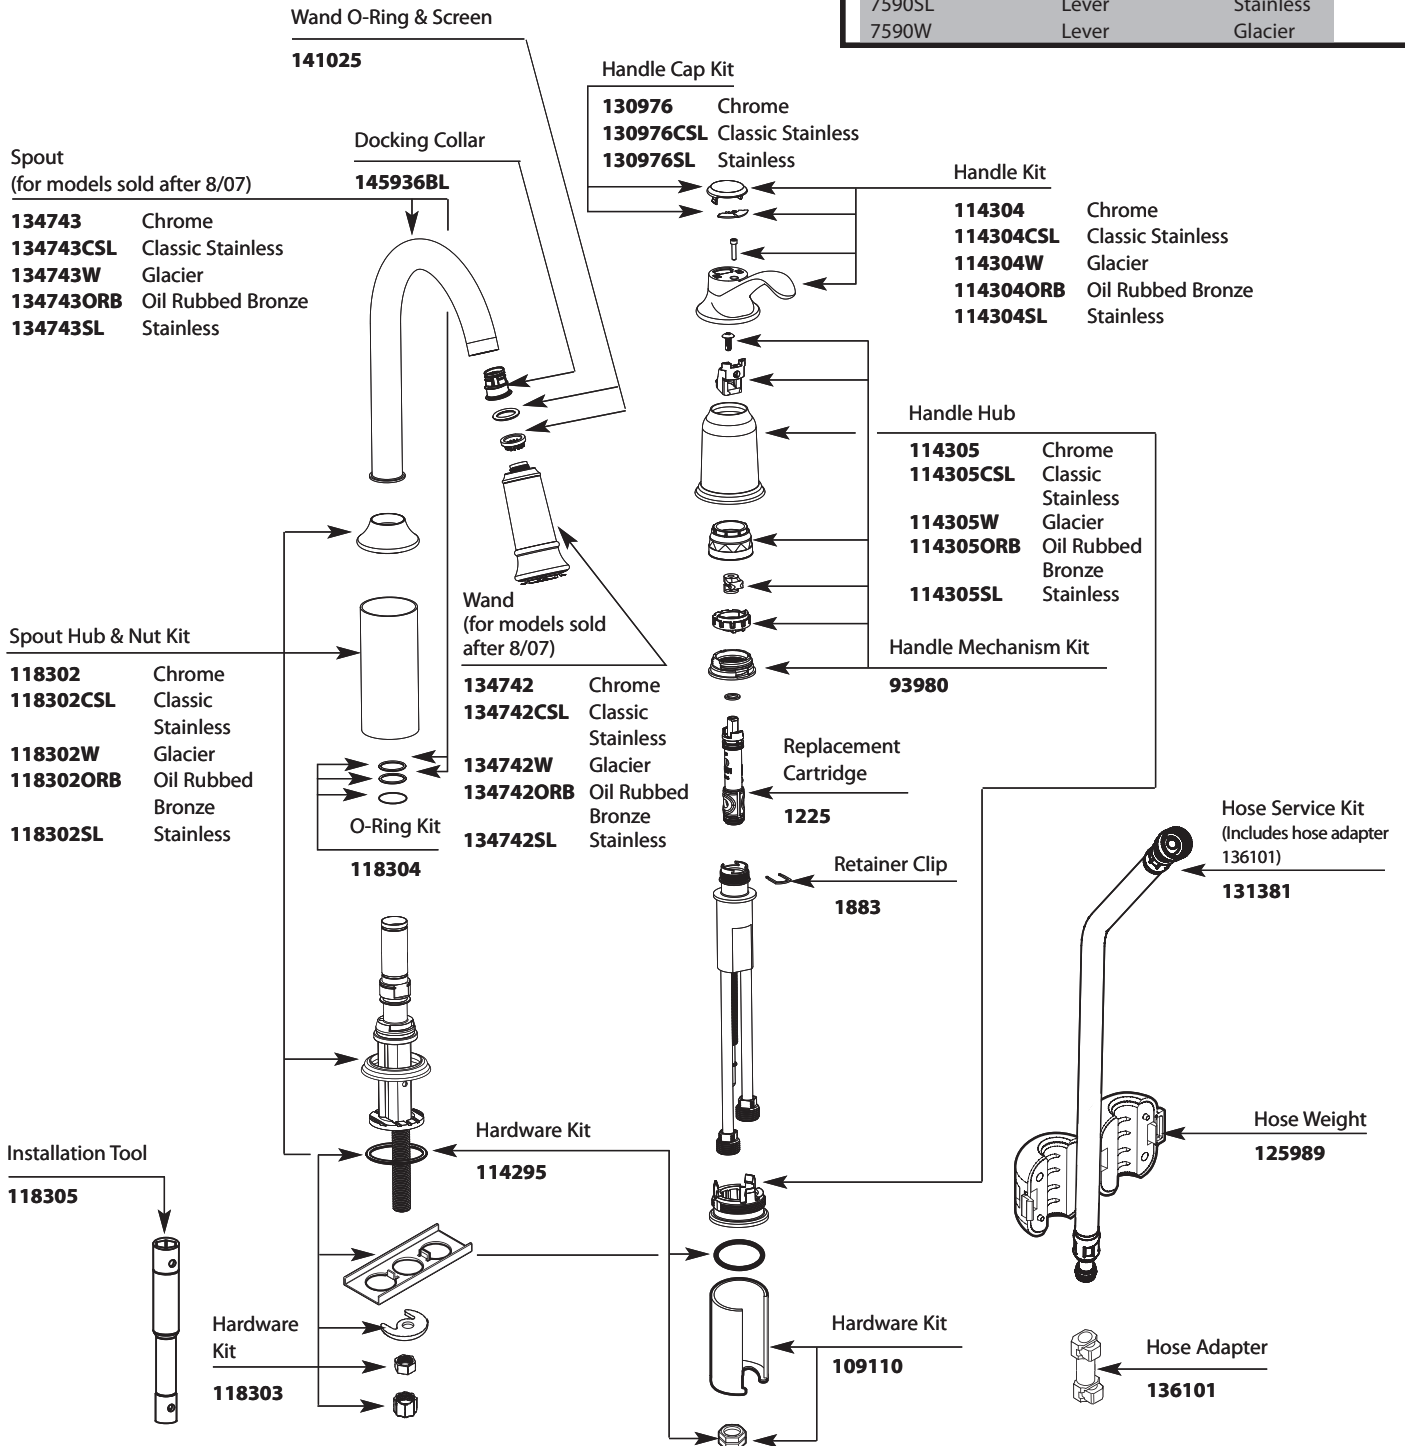 7590SL Lever Stainless
7590W Lever Glacier
Wand O-Ring & Screen
141025
Handle Cap Kit
130976 Chrome
130976CSL Classic Stainless
130976SL Stainless
Docking Collar
145936BL
Spout
(for models sold after 8/07)
134743 Chrome
134743CSL Classic Stainless
134743W Glacier
134743ORB Oil Rubbed Bronze
134743SL Stainless
Handle Kit
114304 Chrome
114304CSL Classic Stainless
114304W Glacier
114304ORB Oil Rubbed Bronze
114304SL Stainless
Handle Hub
114305 Chrome
114305CSL Classic
Stainless
114305W Glacier
114305ORB Oil Rubbed
Bronze
114305SL Stainless
Spout Hub & Nut Kit
118302 Chrome
118302CSL Classic
Stainless
118302W Glacier
118302ORB Oil Rubbed
Bronze
118302SL Stainless
Wand
(for models sold
after 8/07)
134742 Chrome
134742CSL Classic
Stainless
134742W Glacier
134742ORB Oil Rubbed
Bronze
134742SL Stainless
Handle Mechanism Kit
93980
Replacement
Cartridge
1225
O-Ring Kit
118304
Retainer Clip
1883
Hose Service Kit
(Includes hose adapter
136101)
131381
Hose Weight
125989
Hardware Kit
114295
Installation Tool
118305
Hardware
Kit
118303
Hardware Kit
109110
Hose Adapter
136101